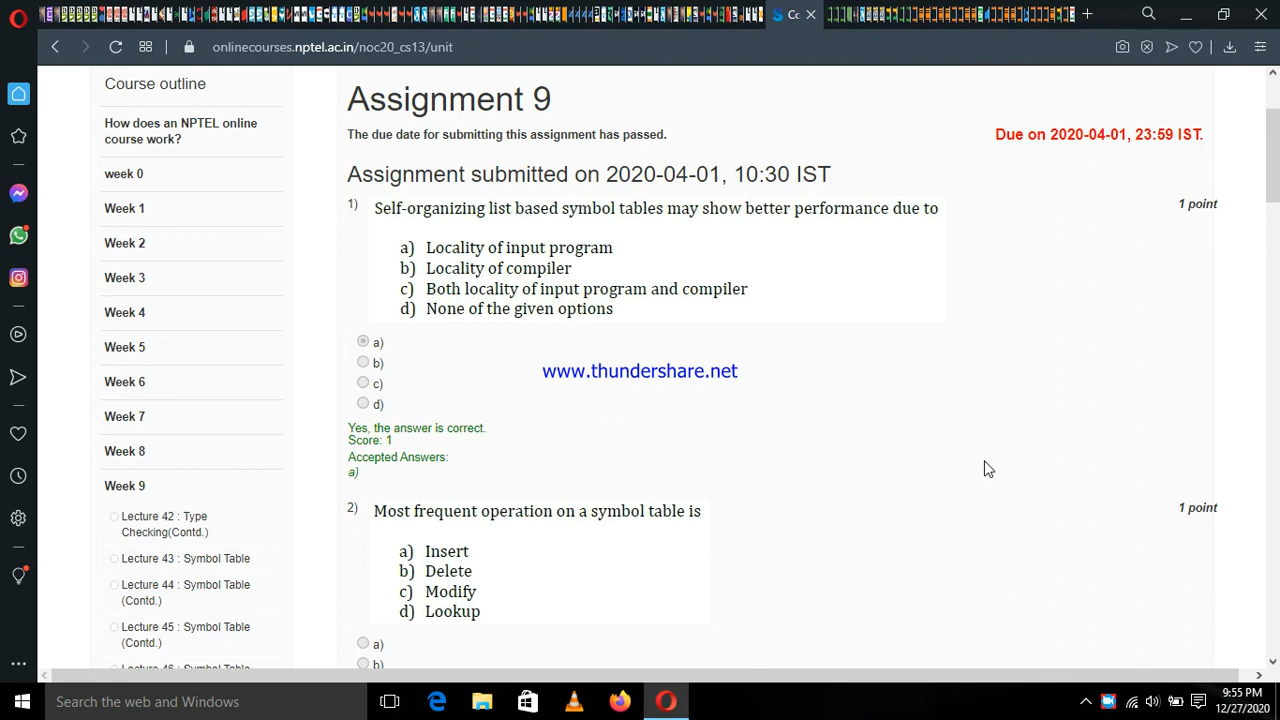 onlinecourses.nptel.ac.in/noc20_cs13/unit
Course outline
How does an NPTEL online
course work?
week 0
Week 1
Week 2
Week 3
Week 4
Week 5
Week 6
Week 7
Week 8
Week 9
Lecture 42 : Type
Checking(Contd.)
Lecture 43 : Symbol Table
Lecture 44 : Symbol Table
(Contd.)
Lecture 45 : Symbol Table
(Contd.)
Lecture 46 : Symbol Table
Assignment 9
The due date for submitting this assignment has passed.
Due on 2020-04-01, 23:59 IST.
Assignment submitted on 2020-04-01, 10:30 IST
1) Self-organizing list based symbol tables may show better performance due to
1 point
a) Locality of input program
b) Locality of compiler
c) Both locality of input program and compiler
d) None of the given options
a)
b)
c)
d)
www.thundershare.net
Yes, the answer is correct.
Score: 1
Accepted Answers:
a)
2) Most frequent operation on a symbol table is
1 point
a) Insert
b) Delete
c) Modify
d) Lookup
a)
b)
Search the web and Windows
9:55 PM
12/27/2020